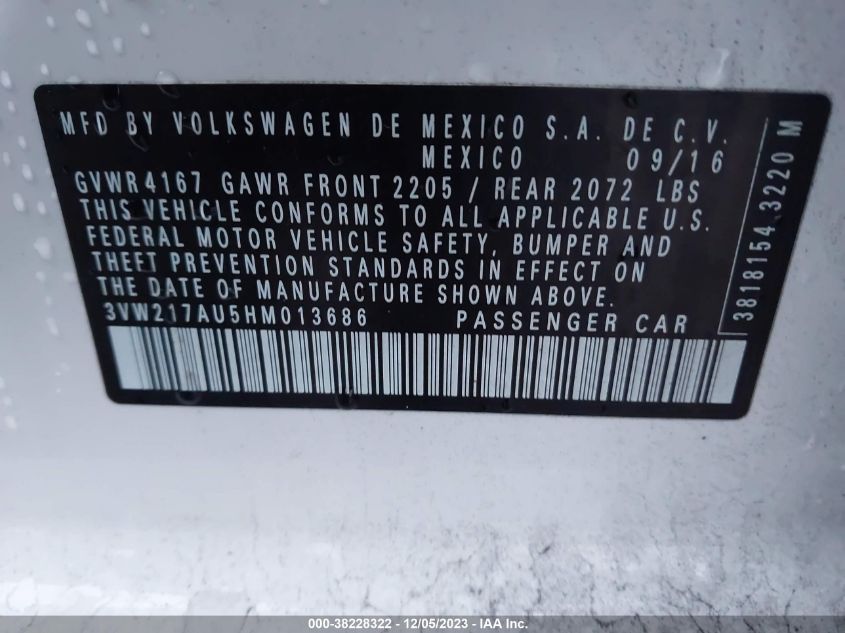 MFD BY VOLKSWAGEN DE MEXICO S.A. DE C.V.
MEXICO 09/16
GVWR 4167 GAWR FRONT 2205 / REAR 2072 LBS
THIS VEHICLE CONFORMS TO ALL APPLICABLE U.S.
FEDERAL MOTOR VEHICLE SAFETY, BUMPER AND
THEFT PREVENTION STANDARDS IN EFFECT ON
THE DATE OF MANUFACTURE SHOWN ABOVE.
3VW217AU5HM013686 PASSENGER CAR
3818154.3220 M
000-38228322 - 12/05/2023 - © IAA Inc.